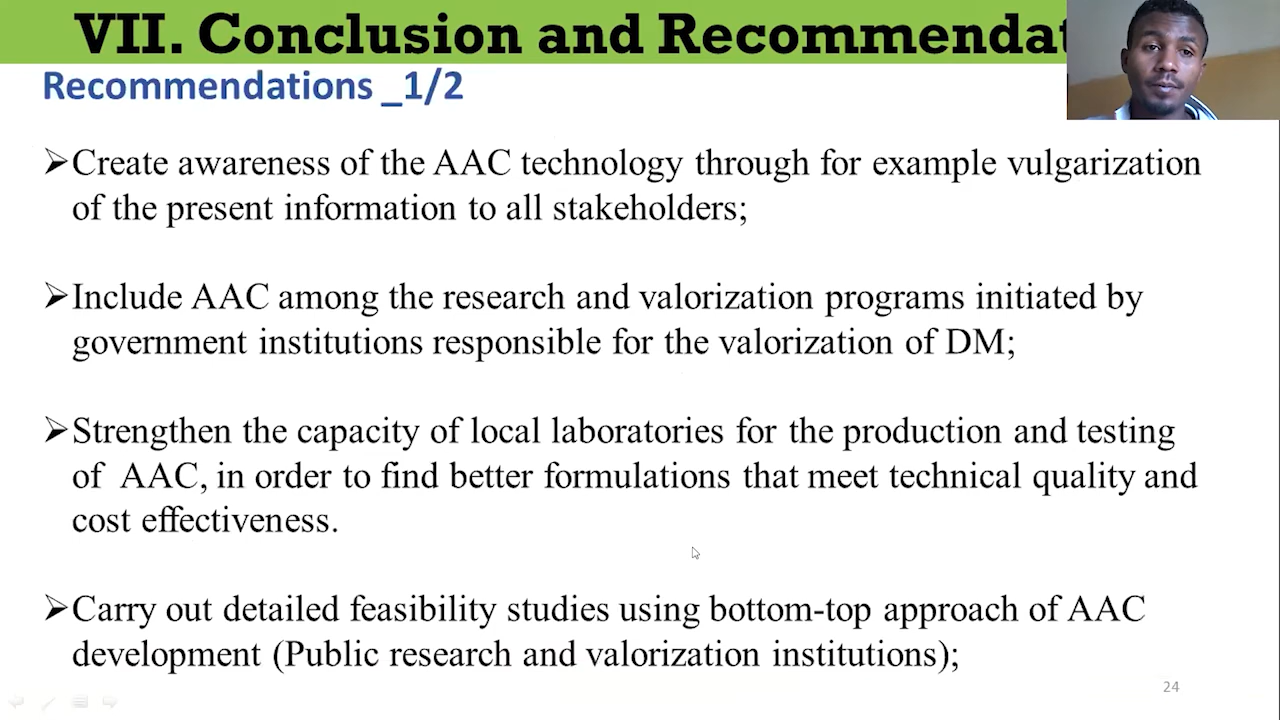 VII. Conclusion and Recommendat
Recommendations _1/2
➢Create awareness of the AAC technology through for example vulgarization
of the present information to all stakeholders;
➢Include AAC among the research and valorization programs initiated by
government institutions responsible for the valorization of DM;
➢Strengthen the capacity of local laboratories for the production and testing
of AAC, in order to find better formulations that meet technical quality and
cost effectiveness.
➢Carry out detailed feasibility studies using bottom-top approach of AAC
development (Public research and valorization institutions);
24